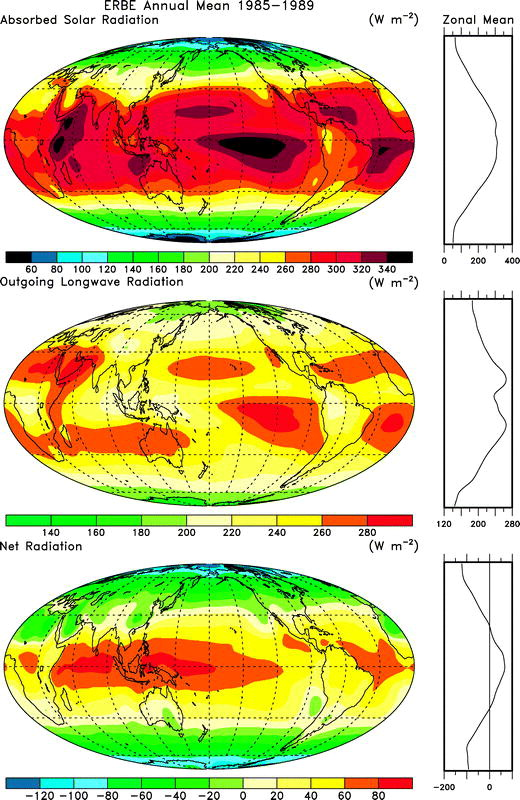 ERBE Annual Mean 1985−1989
Absorbed Solar Radiation (W m−2) Zonal Mean
60 80 100 120 140 160 180 200 220 240 260 280 300 320 340
0 200 400
Outgoing Longwave Radiation (W m−2)
140 160 180 200 220 240 260 280
120 200 280
Net Radiation (W m−2)
−120 −100 −80 −60 −40 −20 0 20 40 60 80
−200 0